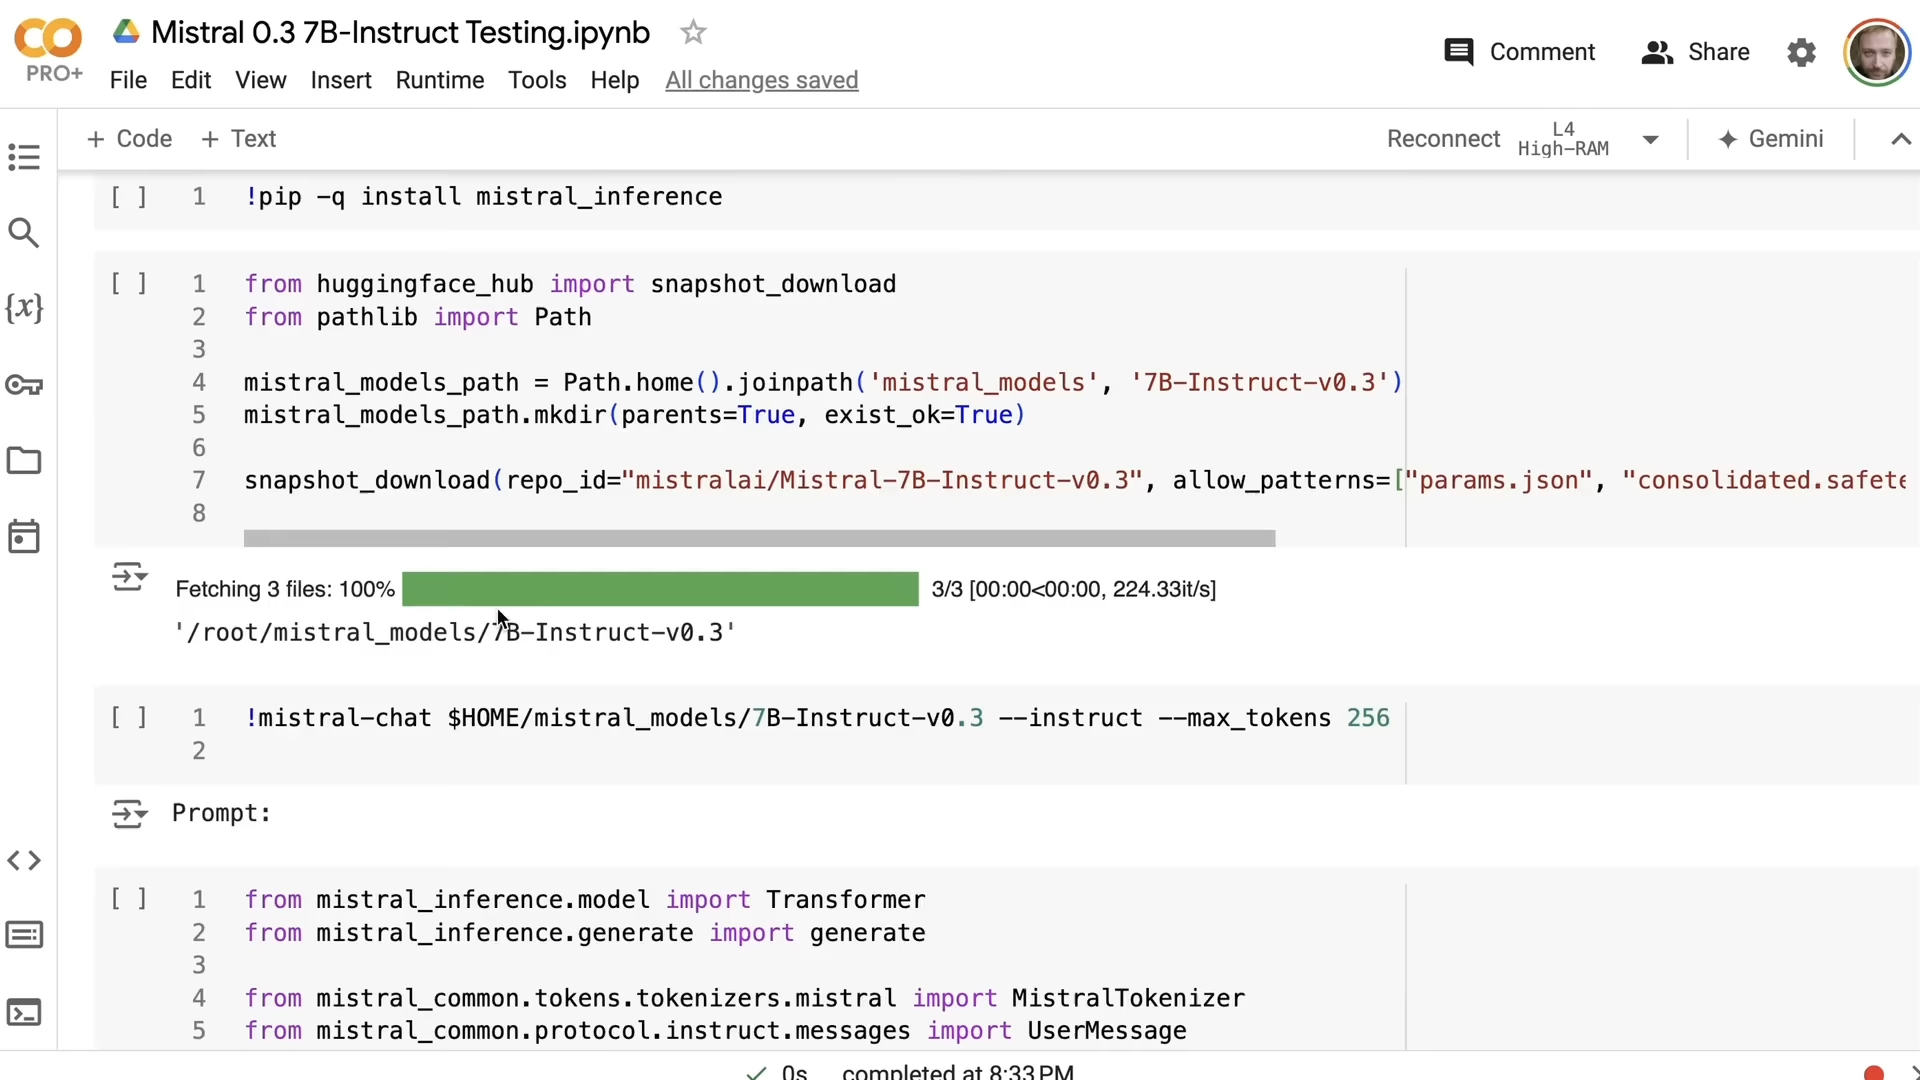 Mistral 0.3 7B-Instruct Testing.ipynb
PRO+
File Edit View Insert Runtime Tools Help All changes saved
Comment Share
+ Code + Text
Reconnect L4 High-RAM Gemini
[ ] 1 !pip -q install mistral_inference
[ ] 1 from huggingface_hub import snapshot_download
2 from pathlib import Path
3
4 mistral_models_path = Path.home().joinpath('mistral_models', '7B-Instruct-v0.3')
5 mistral_models_path.mkdir(parents=True, exist_ok=True)
6
7 snapshot_download(repo_id="mistralai/Mistral-7B-Instruct-v0.3", allow_patterns=["params.json", "consolidated.safete
8
Fetching 3 files: 100% 3/3 [00:00<00:00, 224.33it/s]
'/root/mistral_models/7B-Instruct-v0.3'
[ ] 1 !mistral-chat $HOME/mistral_models/7B-Instruct-v0.3 --instruct --max_tokens 256
2
Prompt:
[ ] 1 from mistral_inference.model import Transformer
2 from mistral_inference.generate import generate
3
4 from mistral_common.tokens.tokenizers.mistral import MistralTokenizer
5 from mistral_common.protocol.instruct.messages import UserMessage
0s completed at 8:33 PM